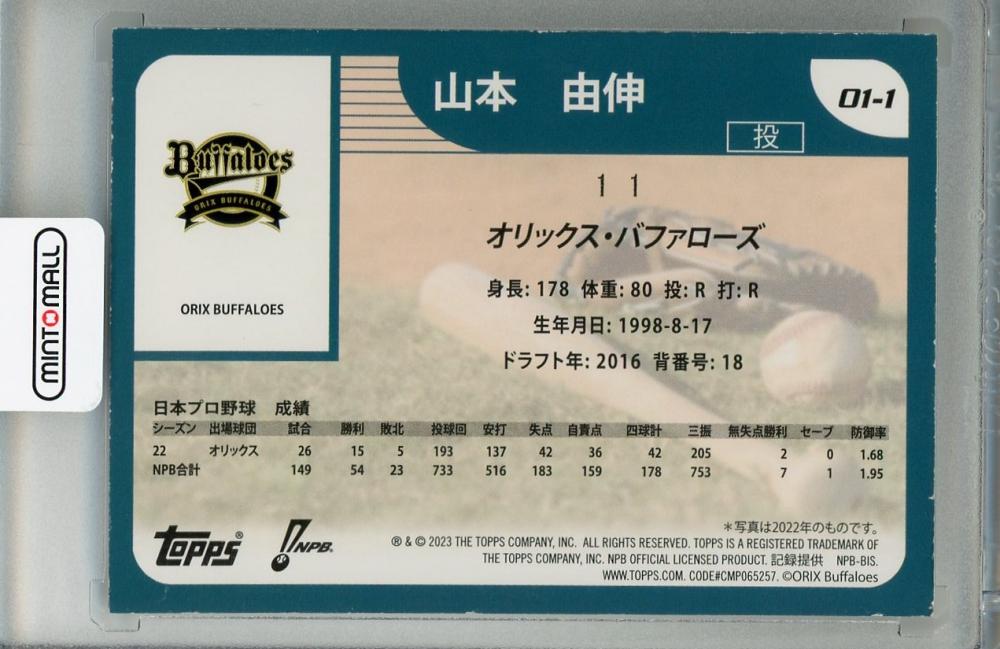 MINTOMALL
Buffaloes
ORIX BUFFALOES
ORIX BUFFALOES
山本 由伸
01-1
投
11
オリックス・バファローズ
身長: 178 体重: 80 投: R 打: R
生年月日: 1998-8-17
ドラフト年: 2016 背番号: 18
日本プロ野球 成績
シーズン 出場球団 試合 勝利 敗北 投球回 安打 失点 自責点 四球計 三振 無失点勝利 セーブ 防御率
22 オリックス 26 15 5 193 137 42 36 42 205 2 0 1.68
NPB合計 149 54 23 733 516 183 159 178 753 7 1 1.95
*写真は2022年のものです。
topps® NPB.
® & © 2023 THE TOPPS COMPANY, INC. ALL RIGHTS RESERVED. TOPPS IS A REGISTERED TRADEMARK OF
THE TOPPS COMPANY, INC. NPB OFFICIAL LICENSED PRODUCT. 記録提供 NPB-BIS.
WWW.TOPPS.COM. CODE#CMP065257. ©ORIX Buffaloes